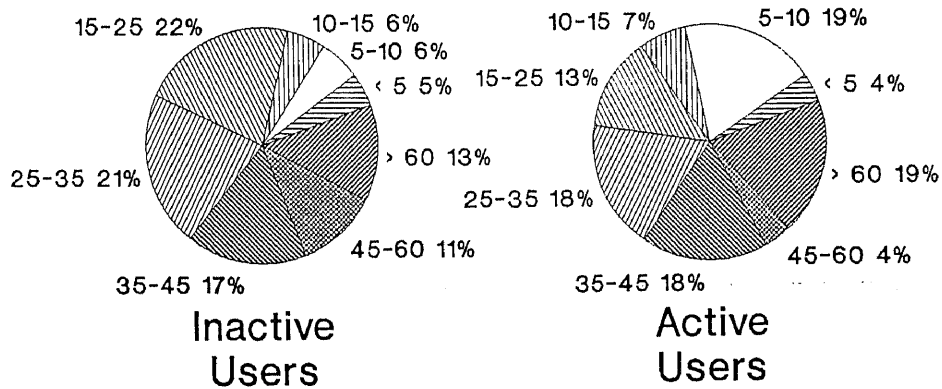 15-25 22%
10-15 6%
5-10 6%
< 5 5%
> 60 13%
45-60 11%
35-45 17%
25-35 21%
Inactive
Users
10-15 7%
5-10 19%
< 5 4%
> 60 19%
45-60 4%
35-45 18%
25-35 18%
15-25 13%
Active
Users